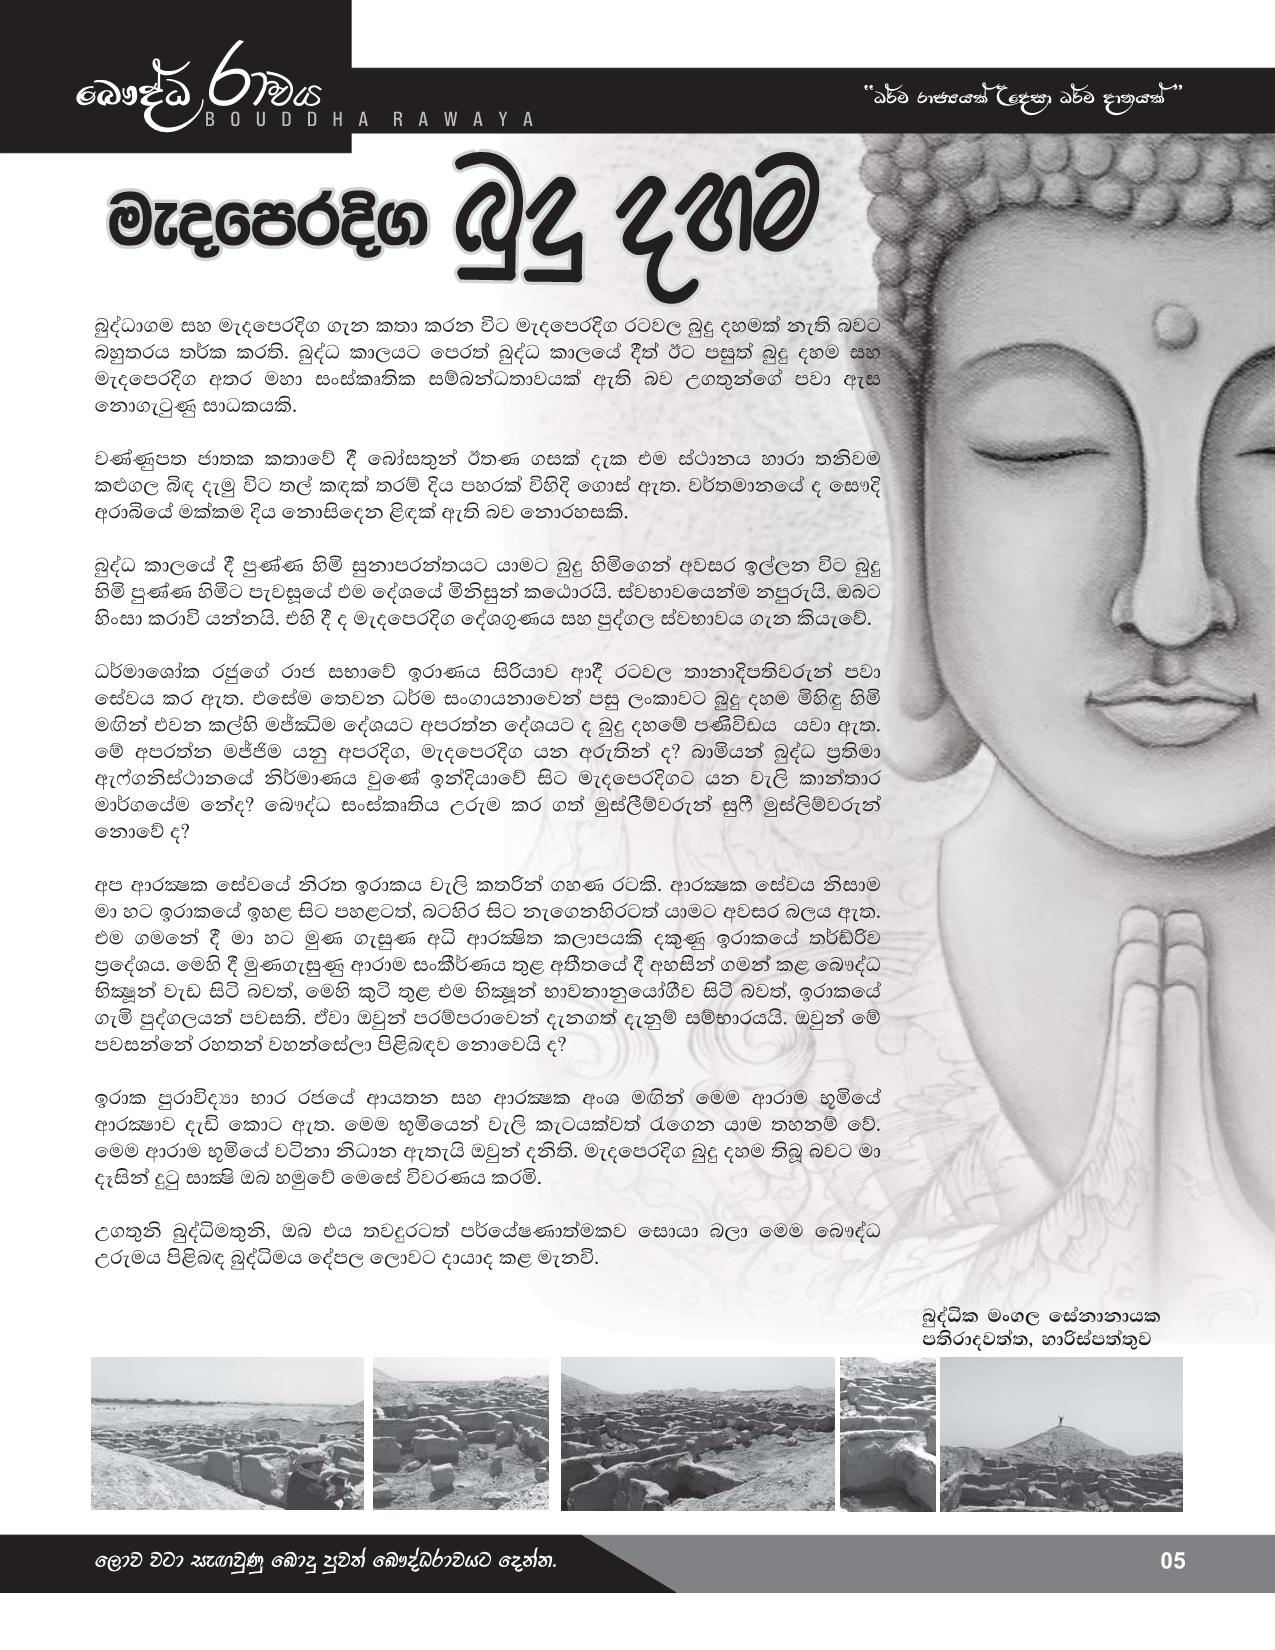 බෞද්ධ රාවය
BOUDDHA RAWAYA
“ධර්ම රාජ්‍යයක් උදෙසා ධර්ම දානයක්”
මැදපෙරදිග බුදු දහම
බුද්ධාගම සහ මැදපෙරදිග ගැන කතා කරන විට මැදපෙරදිග රටවල බුදු දහමක් නැති බවට
බහුතරය තර්ක කරති. බුද්ධ කාලයට පෙරත් බුද්ධ කාලයේ දීත් ඊට පසුත් බුදු දහම සහ
මැදපෙරදිග අතර මහා සංස්කෘතික සම්බන්ධතාවයක් ඇති බව උගතුන්ගේ පවා ඇස
නොගැටුණු සාධකයකි.
වණ්ණුපත ජාතක කතාවේ දී බෝසතුන් ඊතණ ගසක් දැක එම ස්ථානය හාරා තනිවම
කළුගල බිඳ දැමු විට තල් කඳක් තරම් දිය පහරක් විහිදි ගොස් ඇත. වර්තමානයේ ද සෞදි
අරාබියේ මක්කම දිය නොසිදෙන ළිඳක් ඇති බව නොරහසකි.
බුද්ධ කාලයේ දී පුණ්ණ හිමි සුනාපරන්තයට යාමට බුදු හිමිගෙන් අවසර ඉල්ලන විට බුදු
හිමි පුණ්ණ හිමිට පැවසූයේ එම දේශයේ මිනිසුන් කඨොරයි. ස්වභාවයෙන්ම නපුරුයි. ඔබට
හිංසා කරාවි යන්නයි. එහි දී ද මැදපෙරදිග දේශගුණය සහ පුද්ගල ස්වභාවය ගැන කියැවේ.
ධර්මාශෝක රජුගේ රාජ සභාවේ ඉරාණය සිරියාව ආදී රටවල තානාදිපතිවරුන් පවා
සේවය කර ඇත. එසේම තෙවන ධර්ම සංගායනාවෙන් පසු ලංකාවට බුදු දහම මිහිඳු හිමි
මඟින් එවන කල්හි මජ්ඣිම දේශයට අපරත්න දේශයට ද බුදු දහමේ පණිවිඩය යවා ඇත.
මේ අපරත්න මජ්ජිම යනු අපරදිග, මැදපෙරදිග යන අරුතින් ද? බාමියන් බුද්ධ ප්‍රතිමා
ඇෆ්ගනිස්ථානයේ නිර්මාණය වුණේ ඉන්දියාවේ සිට මැදපෙරදිගට යන වැලි කාන්තාර
මාර්ගයේම නේද? බෞද්ධ සංස්කෘතිය උරුම කර ගත් මුස්ලීම්වරුන් සුෆී මුස්ලිම්වරුන්
නොවේ ද?
අප ආරක්‍ෂක සේවයේ නිරත ඉරාකය වැලි කතරින් ගහණ රටකි. ආරක්‍ෂක සේවය නිසාම
මා හට ඉරාකයේ ඉහළ සිට පහළටත්, බටහිර සිට නැගෙනහිරටත් යාමට අවසර බලය ඇත.
එම ගමනේ දී මා හට මුණ ගැසුණ අධි ආරක්‍ෂිත කලාපයකි දකුණු ඉරාකයේ තර්ඩ්රිව
ප්‍රදේශය. මෙහි දී මුණගැසුණු ආරාම සංකීර්ණය තුළ අතීතයේ දී අහසින් ගමන් කළ බෞද්ධ
භික්‍ෂූන් වැඩ සිටි බවත්, මෙහි කුටි තුළ එම භික්‍ෂූන් භාවනානුයෝගීව සිටි බවත්, ඉරාකයේ
ගැමි පුද්ගලයන් පවසති. ඒවා ඔවුන් පරම්පරාවෙන් දැනගත් දැනුම් සම්භාරයයි. ඔවුන් මේ
පවසන්නේ රහතන් වහන්සේලා පිළිබඳව නොවෙයි ද?
ඉරාක පුරාවිද්‍යා භාර රජයේ ආයතන සහ ආරක්‍ෂක අංශ මඟින් මෙම ආරාම භූමියේ
ආරක්‍ෂාව දැඩි කොට ඇත. මෙම භූමියෙන් වැලි කැටයක්වත් රැගෙන යාම තහනම් වේ.
මෙම ආරාම භූමියේ වටිනා නිධාන ඇතැයි ඔවුන් දනිති. මැදපෙරදිග බුදු දහම තිබූ බවට මා
දෑසින් දුටු සාක්‍ෂි ඔබ හමුවේ මෙසේ විවරණය කරමි.
උගතුනි බුද්ධිමතුනි, ඔබ එය තවදුරටත් පර්යේෂණාත්මකව සොයා බලා මෙම බෞද්ධ
උරුමය පිළිබඳ බුද්ධිමය දේපල ලොවට දායාද කළ මැනවි.
බුද්ධික මංගල සේනානායක
පතිරාදවත්ත, හාරිස්පත්තුව
ලොව වටා සැඟවුණු බොදු පුවත් බෞද්ධරාවයට දෙන්න.
05